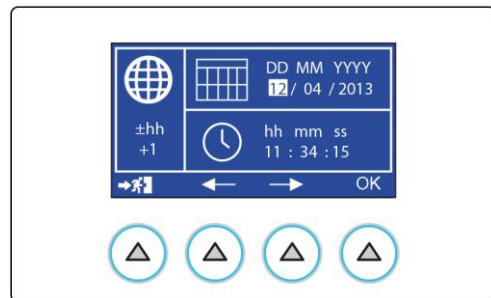 DD MM YYYY
12/ 04 / 2013
±hh
+1
hh mm ss
11 : 34 : 15
OK